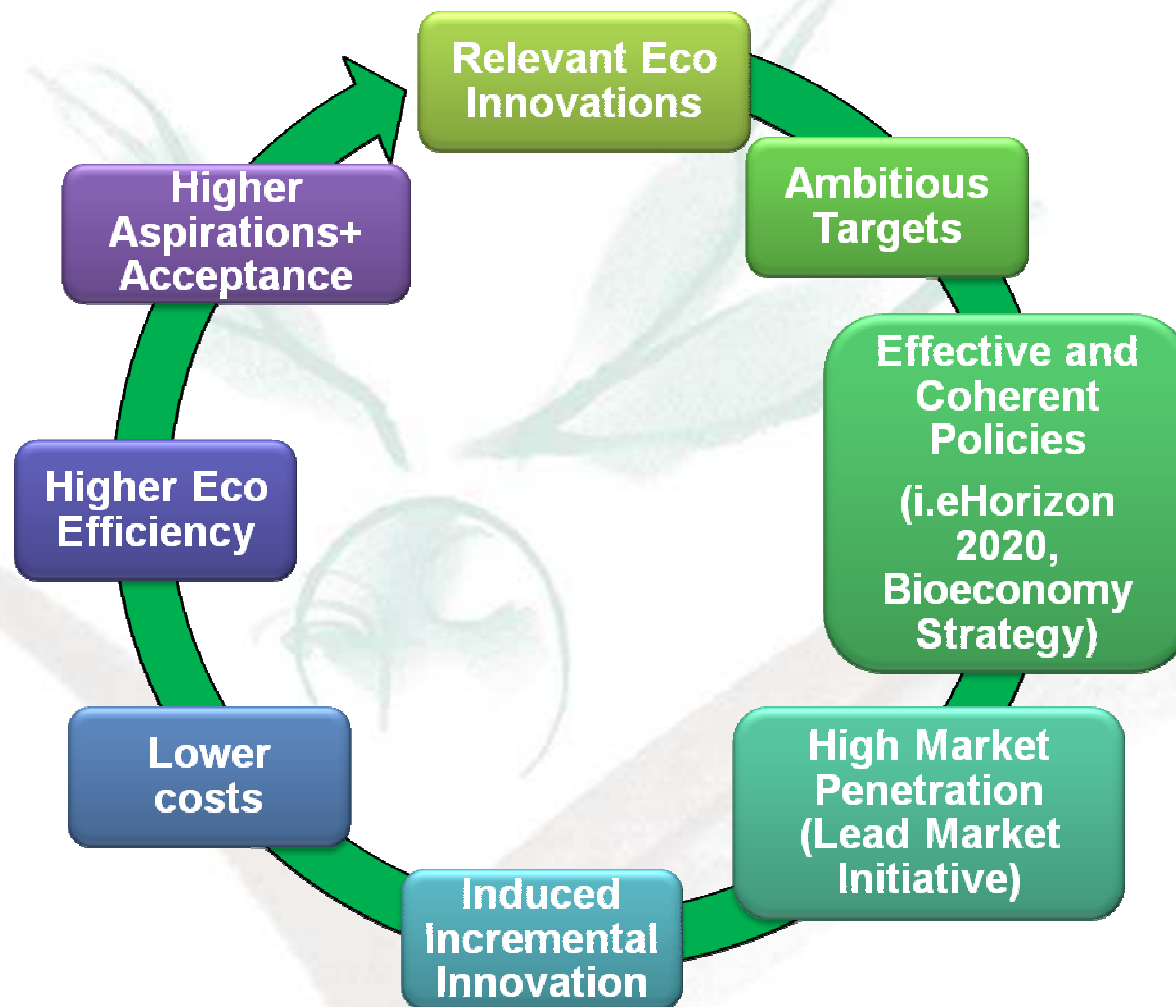 Relevant Eco
Innovations
Ambitious
Targets
Effective and
Coherent
Policies
(i.eHorizon
2020,
Bioeconomy
Strategy)
High Market
Penetration
(Lead Market
Initiative)
Induced
Incremental
Innovation
Lower
costs
Higher Eco
Efficiency
Higher
Aspirations+
Acceptance